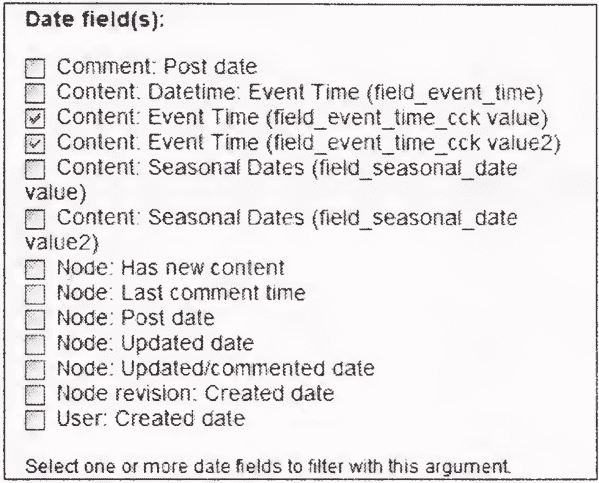 Date field(s):
Comment: Post date
Content: Datetime: Event Time (field_event_time)
Content: Event Time (field_event_time_cck value)
Content: Event Time (field_event_time_cck value2)
Content: Seasonal Dates (field_seasonal_date
value)
Content: Seasonal Dates (field_seasonal_date
value2)
Node: Has new content
Node: Last comment time
Node: Post date
Node: Updated date
Node: Updated/commented date
Node revision: Created date
User: Created date
Select one or more date fields to filter with this argument.